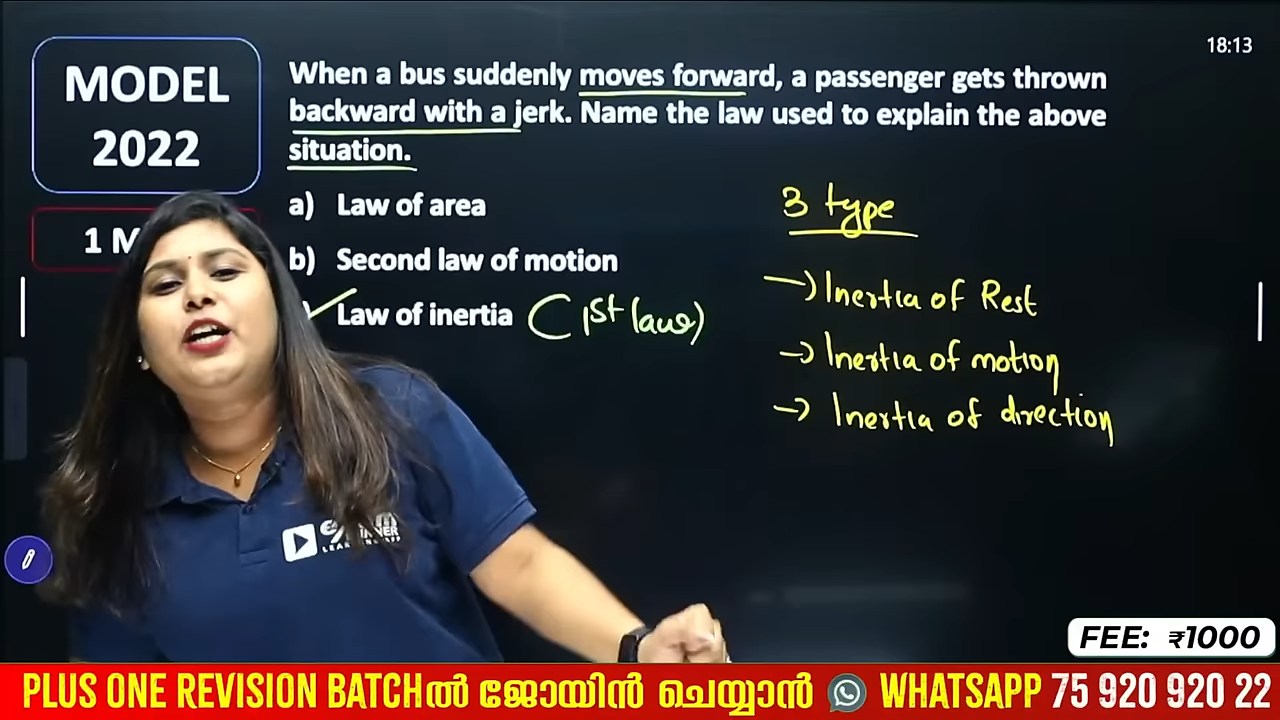 18:13
MODEL
2022
1 M
When a bus suddenly moves forward, a passenger gets thrown
backward with a jerk. Name the law used to explain the above
situation.
a) Law of area
b) Second law of motion
Law of inertia (1st law)
3 type
→ Inertia of Rest
→ Inertia of motion
→ Inertia of direction
LEARNING APP
FEE: ₹1000
PLUS ONE REVISION BATCHൽ ജോയിൻ ചെയ്യാൻ WHATSAPP 75 920 920 22